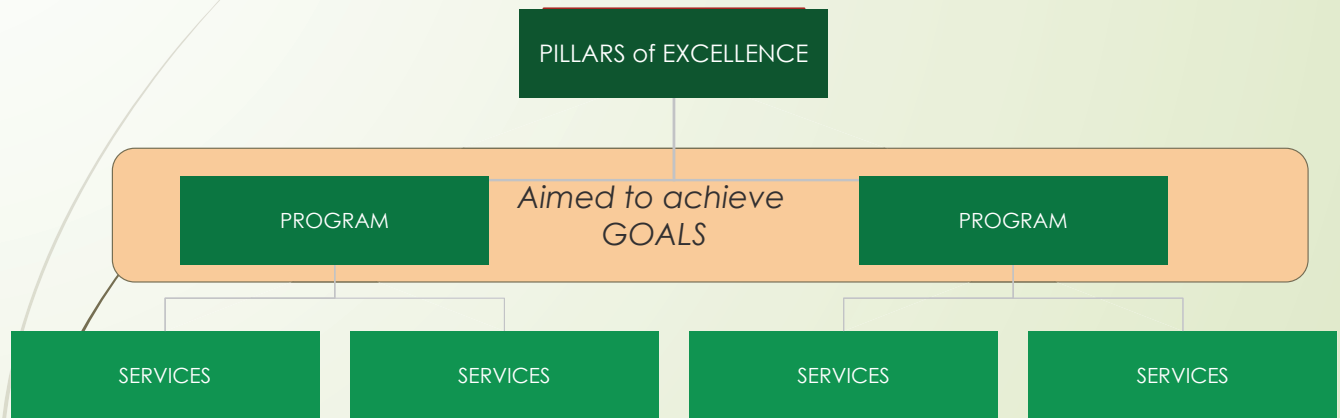 PILLARS of EXCELLENCE
PROGRAM
Aimed to achieve
GOALS
PROGRAM
SERVICES
SERVICES
SERVICES
SERVICES